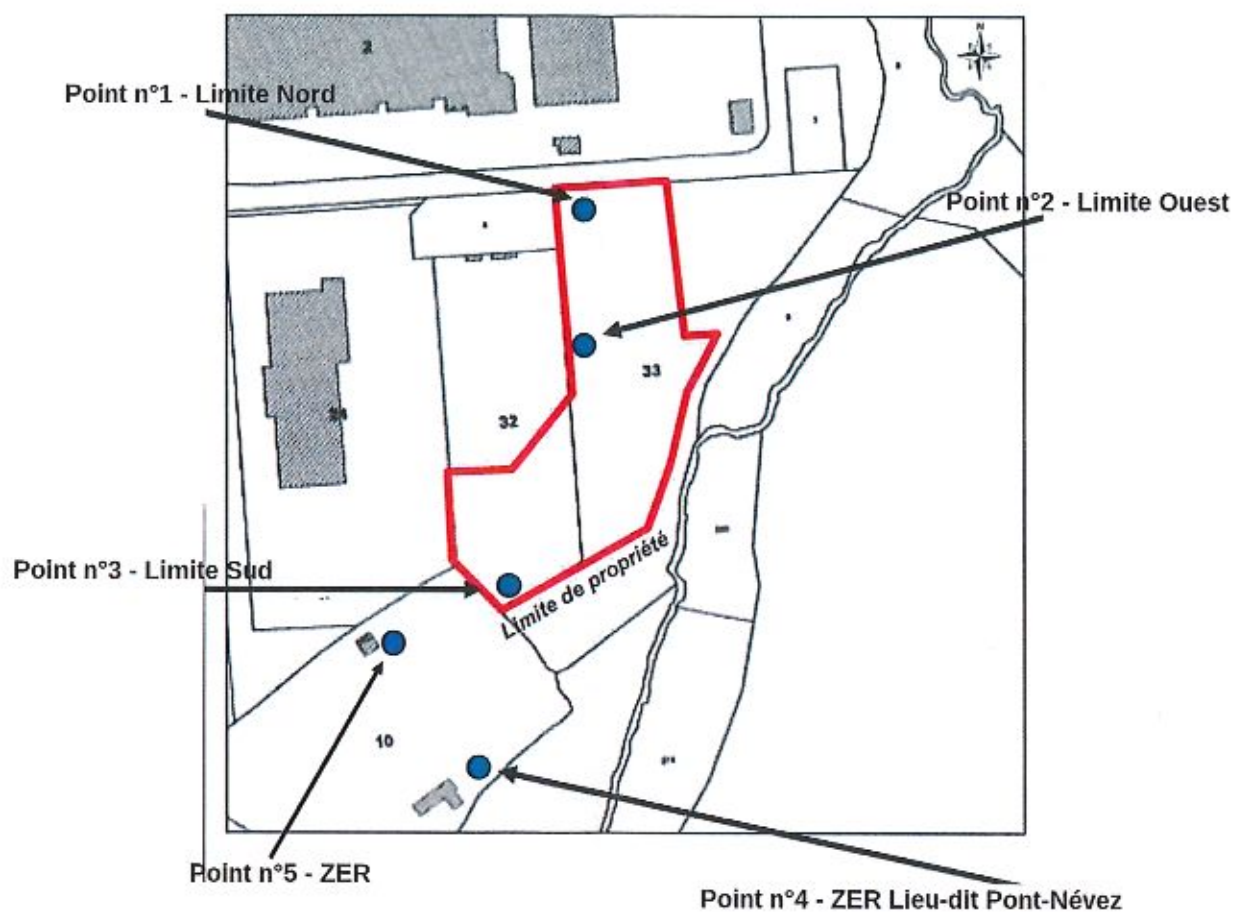 2
N
Point n°1 - Limite Nord
Point n°2 - Limite Ouest
33
32
Point n°3 - Limite Sud
Limite de propriété
10
Point n°5 - ZER
Point n°4 - ZER Lieu-dit Pont-Névez